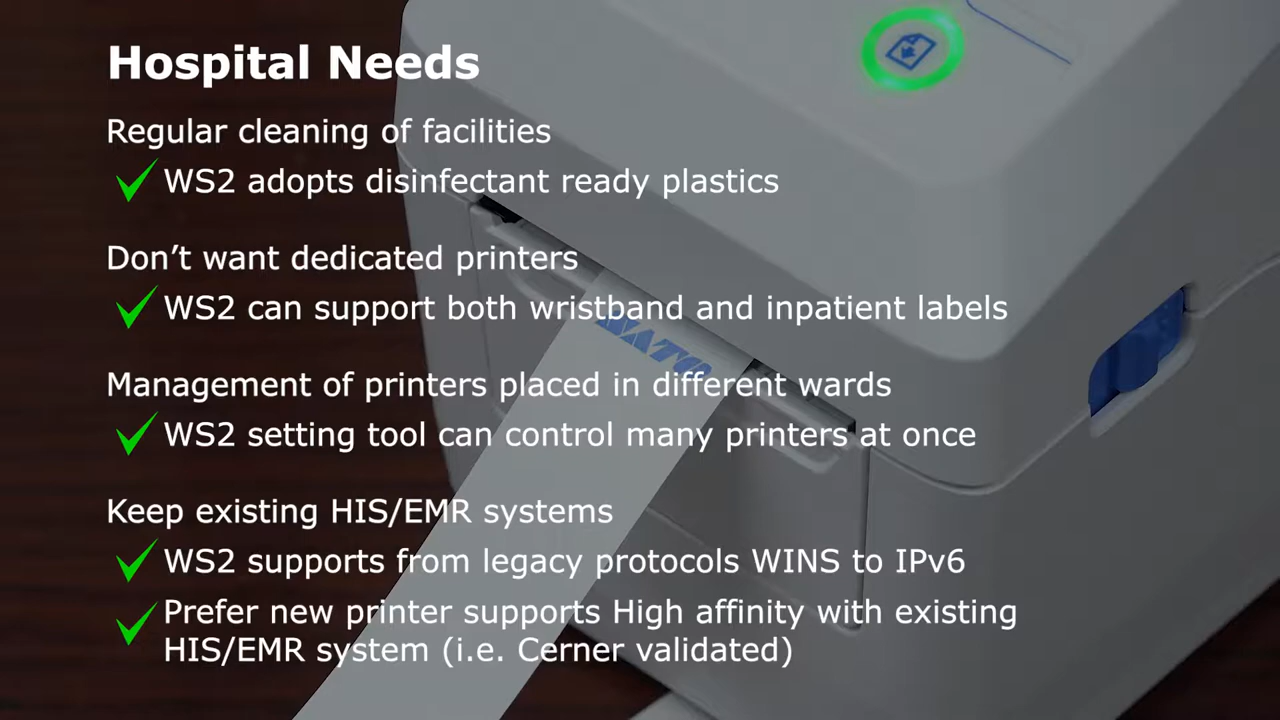 Hospital Needs
Regular cleaning of facilities
WS2 adopts disinfectant ready plastics
Don’t want dedicated printers
WS2 can support both wristband and inpatient labels
SATO
Management of printers placed in different wards
WS2 setting tool can control many printers at once
Keep existing HIS/EMR systems
WS2 supports from legacy protocols WINS to IPv6
Prefer new printer supports High affinity with existing
HIS/EMR system (i.e. Cerner validated)